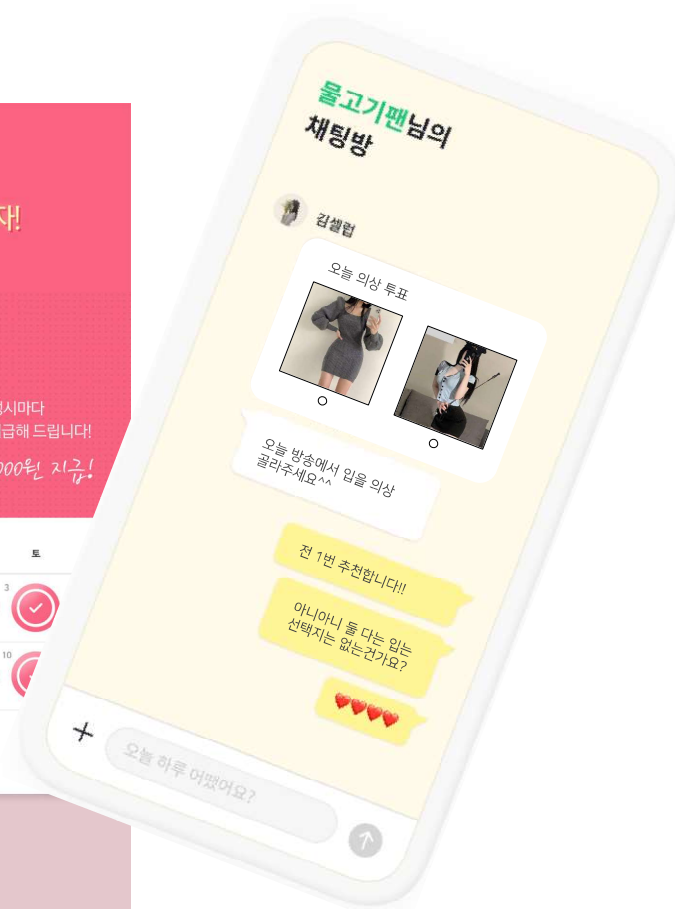 물고기팬님의
채팅방
김셀럽
오늘 의상 투표
오늘 방송에서 입을 의상
골라주세요^^
전 1번 추천합니다!!
아니아니 둘 다는 입는
선택지는 없는건가요?
오늘 하루 어땠어요?
자!
시마다
급해 드립니다!
000원 지급!
토
3
10